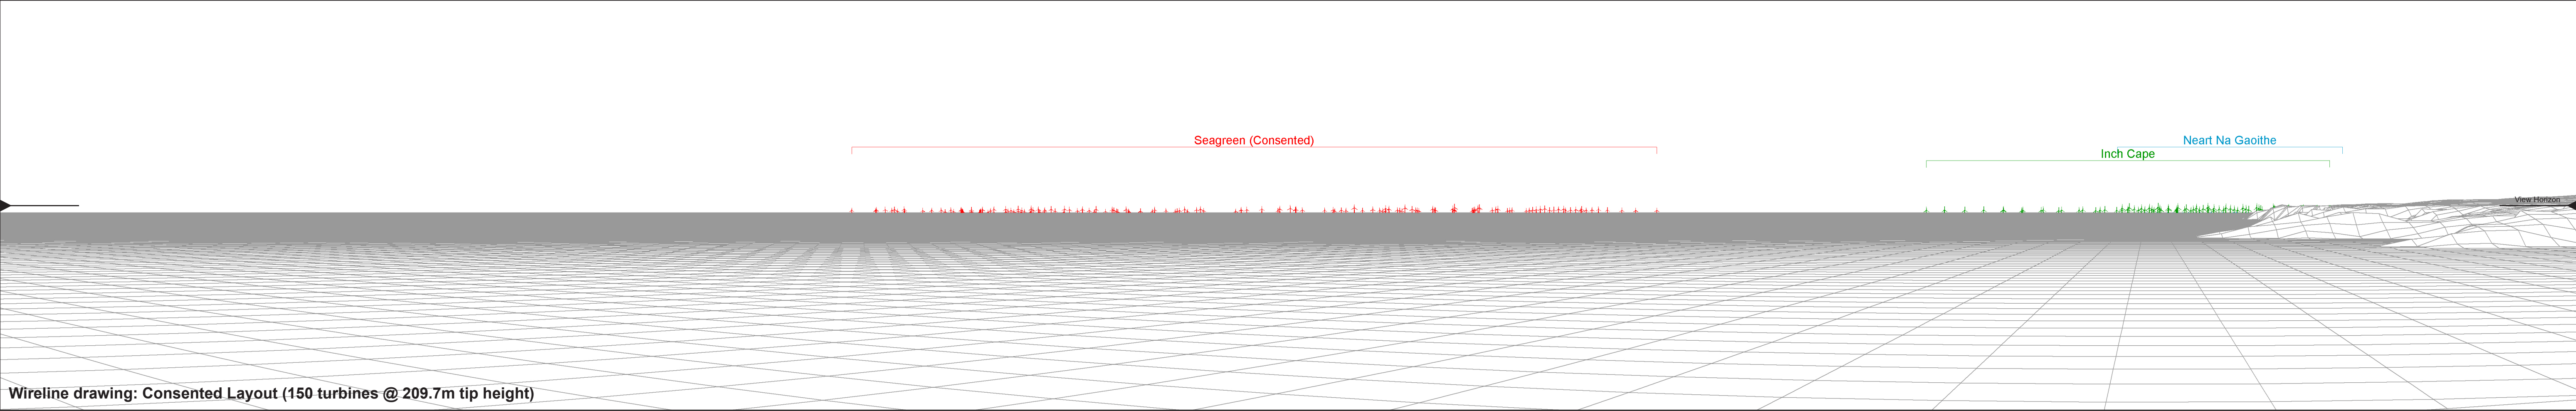 Seagreen (Consented)
Neart Na Gaoithe
Inch Cape
View Horizon
Wireline drawing: Consented Layout (150 turbines @ 209.7m tip height)